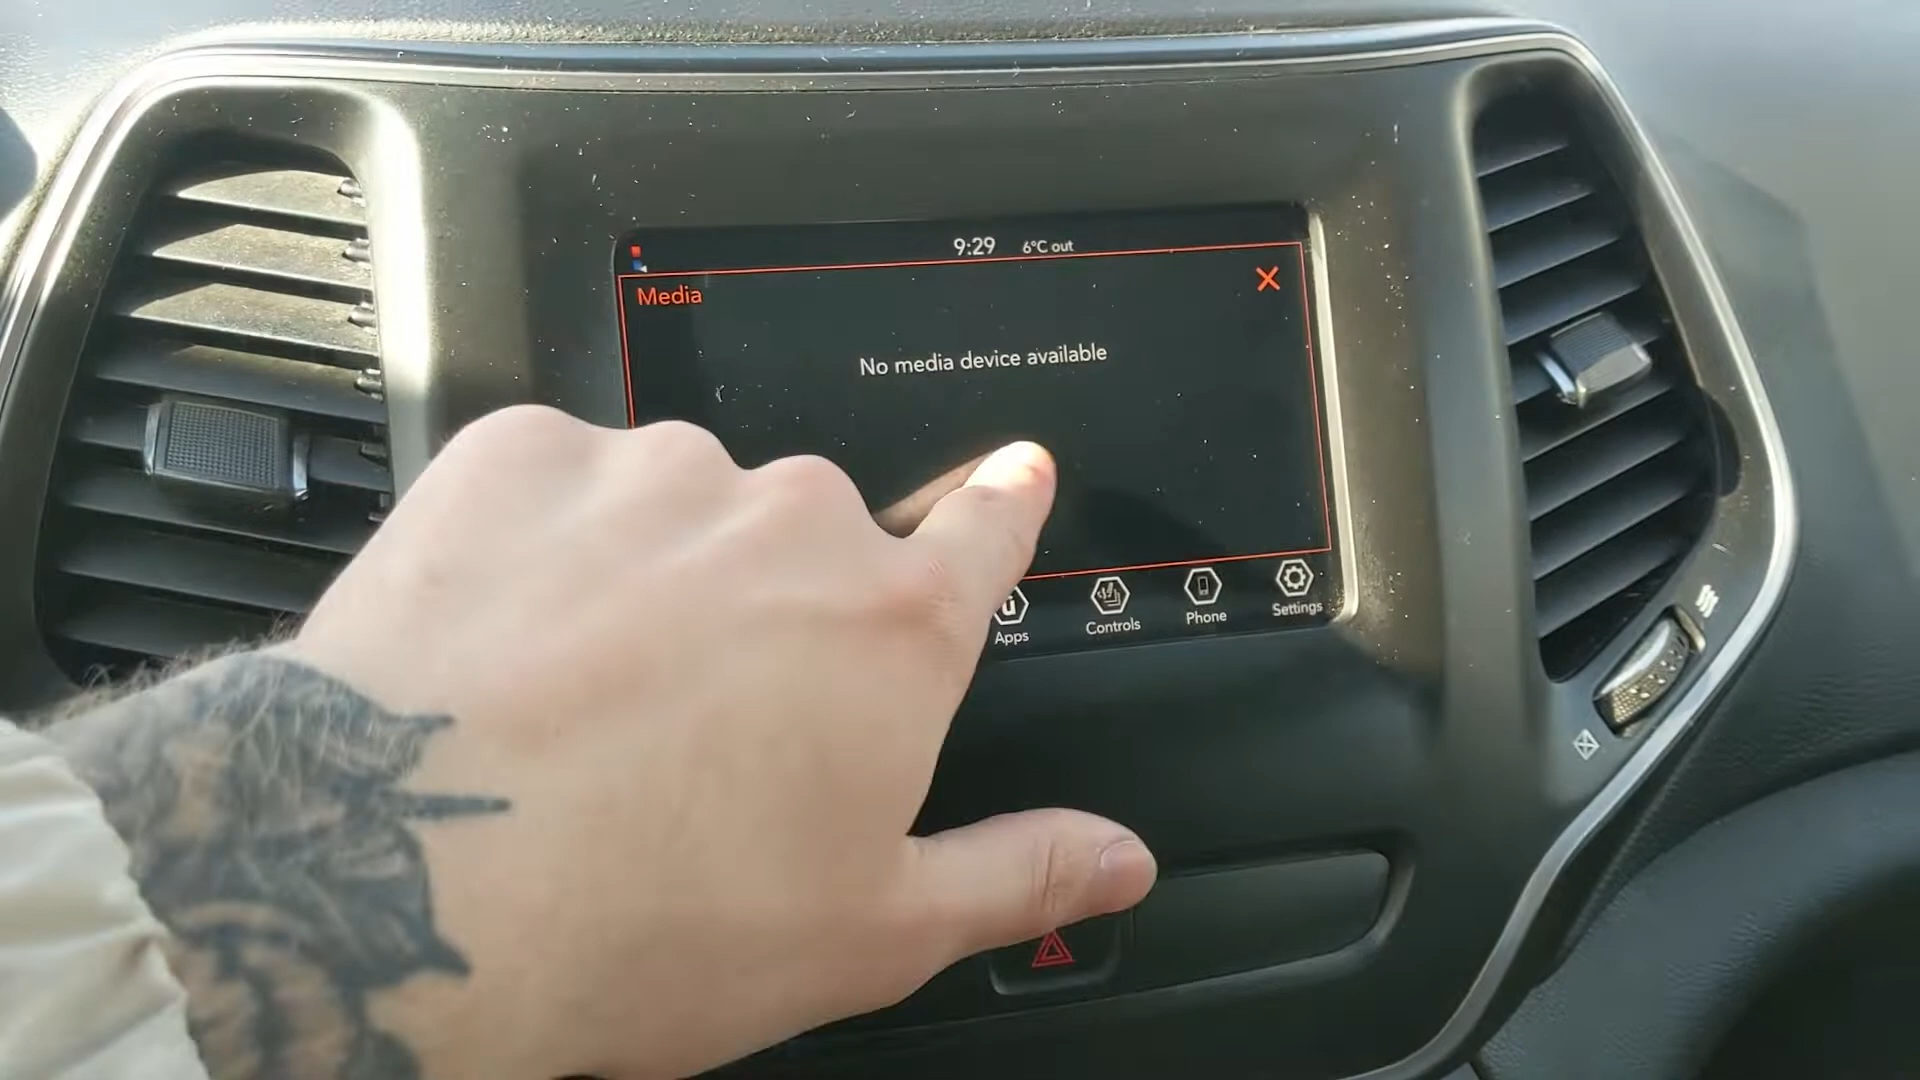 9:29 6°C out
Media
No media device available
Apps Controls Phone Settings